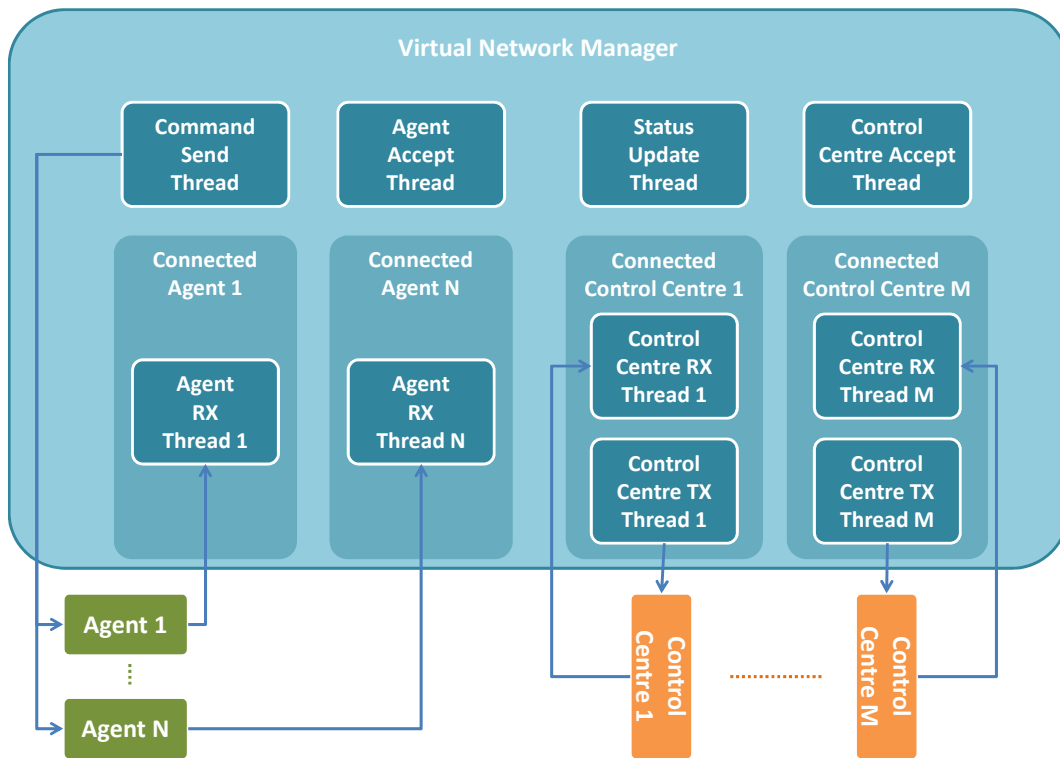 Virtual Network Manager
Command
Send
Thread
Agent
Accept
Thread
Status
Update
Thread
Control
Centre Accept
Thread
Connected
Agent 1
Connected
Agent N
Connected
Control Centre 1
Connected
Control Centre M
Agent
RX
Thread 1
Agent
RX
Thread N
Control
Centre RX
Thread 1
Control
Centre RX
Thread M
Control
Centre TX
Thread 1
Control
Centre TX
Thread M
Agent 1
Agent N
Control
Centre 1
Control
Centre M